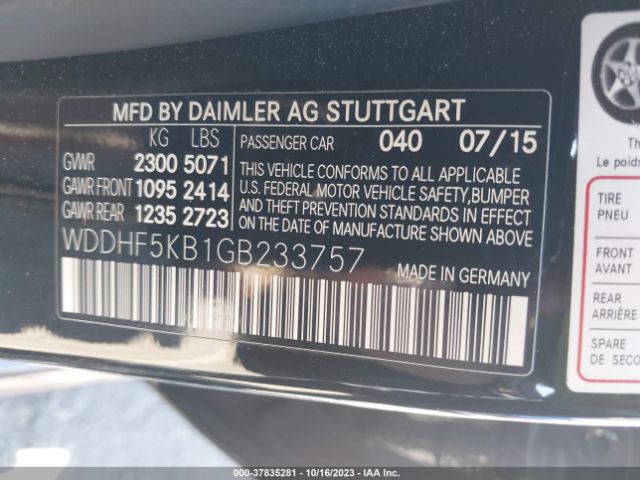 MFD BY DAIMLER AG STUTTGART
KG LBS
PASSENGER CAR 040 07/15
GVWR 2300 5071
GAWR FRONT 1095 2414
GAWR REAR 1235 2723
THIS VEHICLE CONFORMS TO ALL APPLICABLE
U.S. FEDERAL MOTOR VEHICLE SAFETY,BUMPER
AND THEFT PREVENTION STANDARDS IN EFFECT
ON THE DATE OF MANUFACTURE SHOWN ABOVE
WDDHF5KB1GB233757
MADE IN GERMANY
Th
Le poids
TIRE
PNEU
FRONT
AVANT
REAR
ARRIÈRE
SPARE
DE SECO
000-37835281 - 10/16/2023 - IAAI.COM